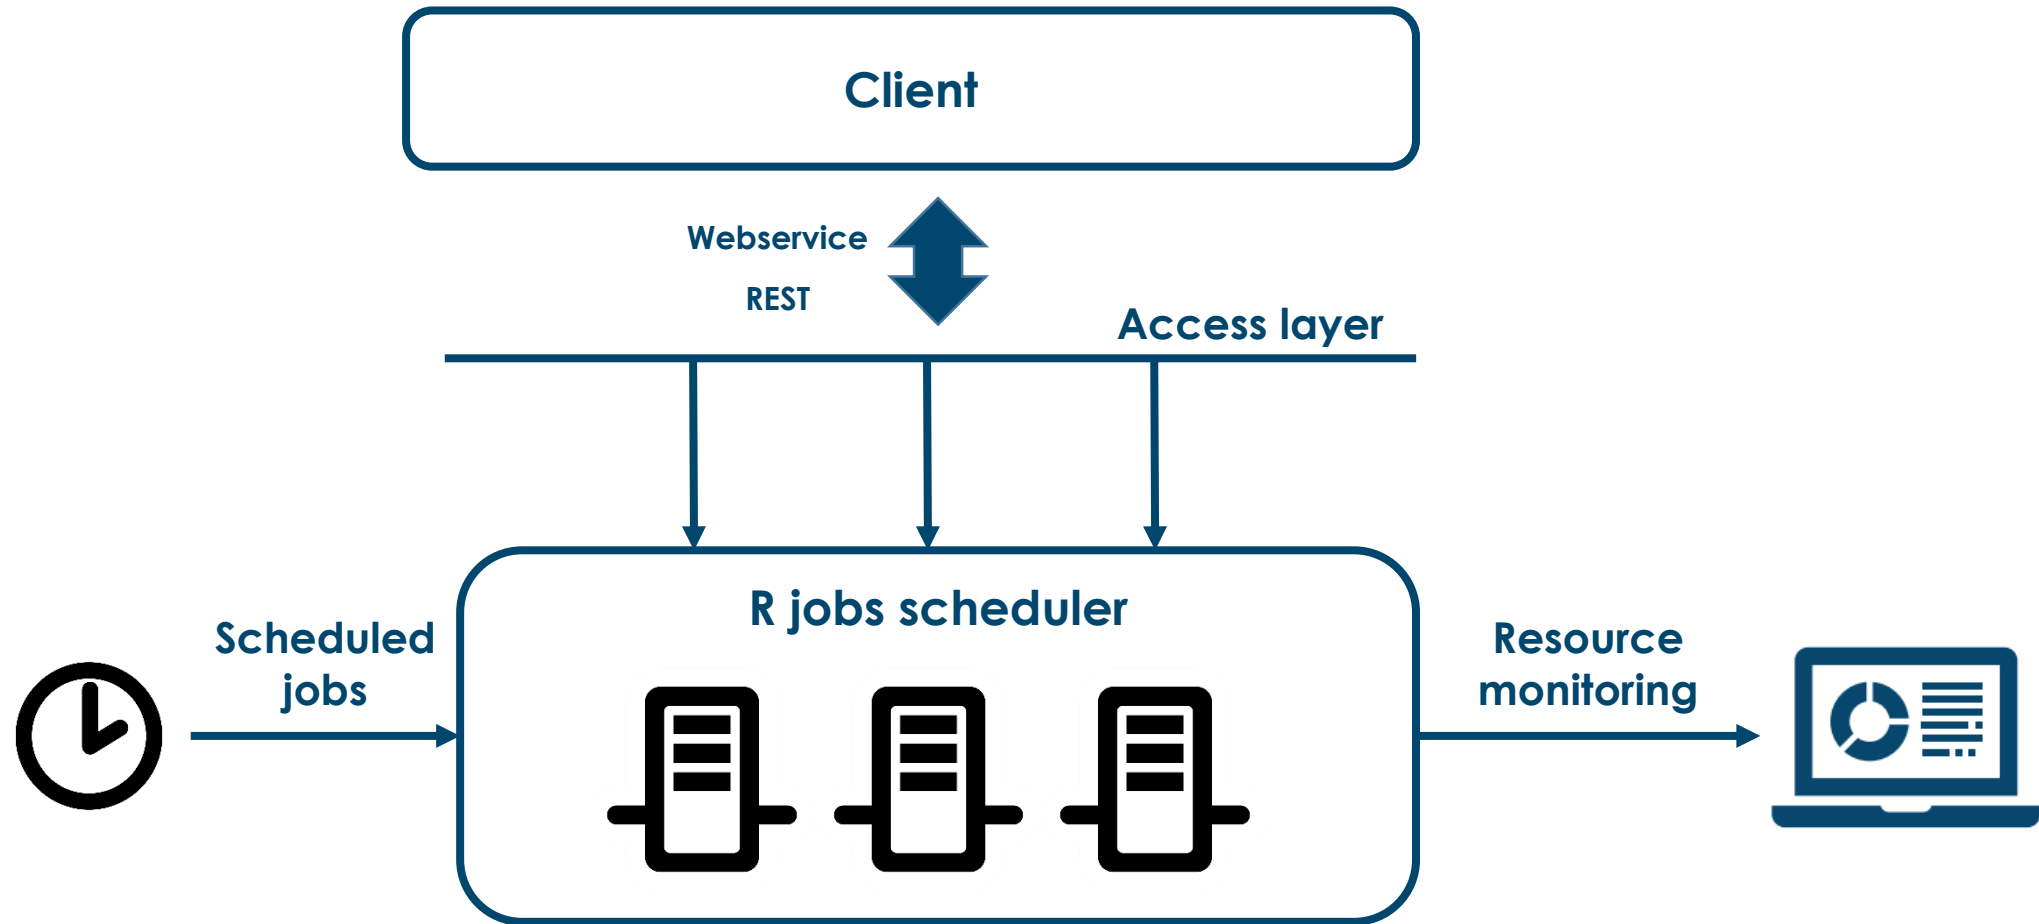 Client
Webservice
REST
Access layer
R jobs scheduler
Scheduled
jobs
Resource
monitoring